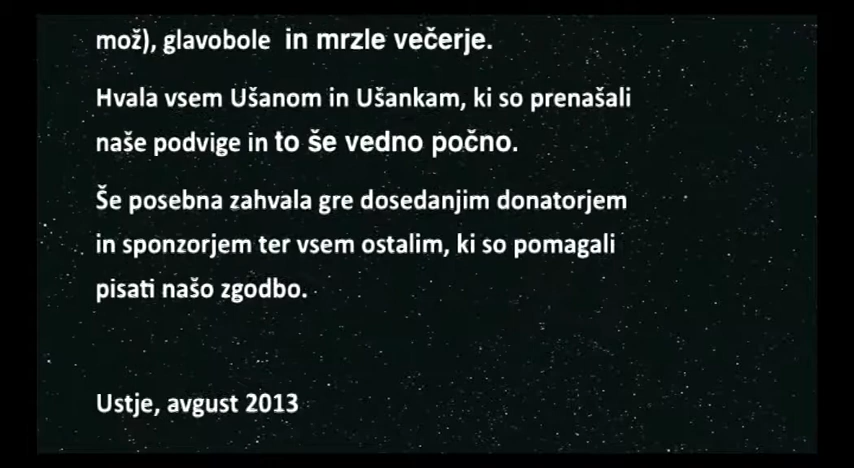 mož), glavobole in mrzle večerje.
Hvala vsem Ušanom in Ušankam, ki so prenašali
naše podvige in to še vedno počno.
Še posebna zahvala gre dosedanjim donatorjem
in sponzorjem ter vsem ostalim, ki so pomagali
pisati našo zgodbo.
Ustje, avgust 2013